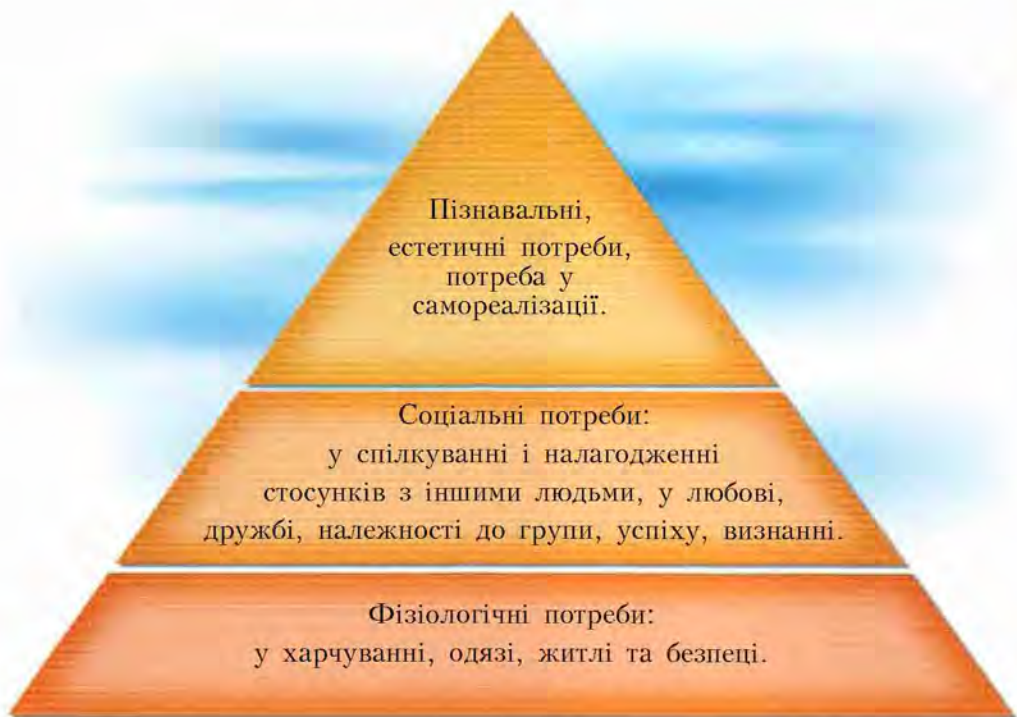 Пізнавальні,
естетичні потреби,
потреба у
самореалізації.
Соціальні потреби:
у спілкуванні і налагодженні
стосунків з іншими людьми, у любові,
дружбі, належності до групи, успіху, визнанні.
Фізіологічні потреби:
у харчуванні, одязі, житлі та безпеці.